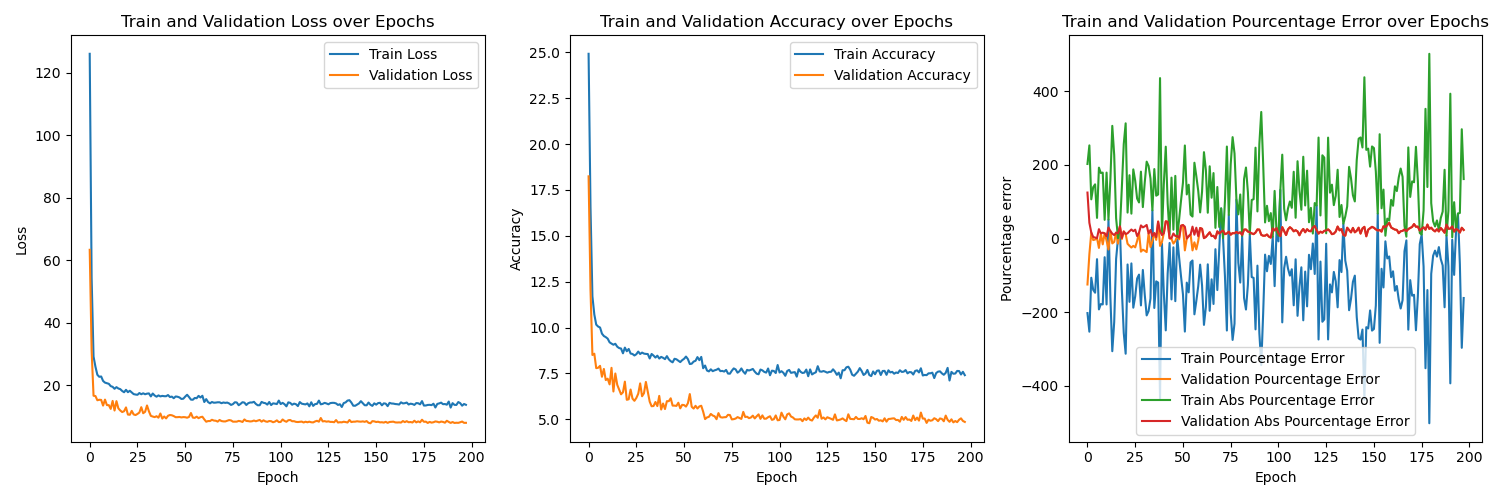 Train and Validation Loss over Epochs
Train Loss
Validation Loss
120
100
80
60
40
20
Loss
0
25
50
75
100
125
150
175
200
Epoch
Train and Validation Accuracy over Epochs
Train Accuracy
Validation Accuracy
25.0
22.5
20.0
17.5
15.0
12.5
10.0
7.5
5.0
Accuracy
0
25
50
75
100
125
150
175
200
Epoch
Train and Validation Pourcentage Error over Epochs
400
200
0
−200
−400
Pourcentage error
Train Pourcentage Error
Validation Pourcentage Error
Train Abs Pourcentage Error
Validation Abs Pourcentage Error
0
25
50
75
100
125
150
175
200
Epoch